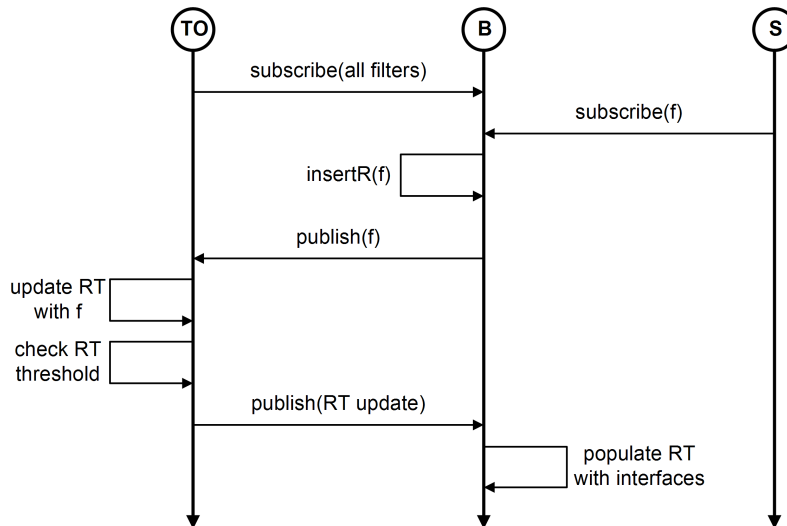 TO
B
S
subscribe(all filters)
subscribe(f)
insertR(f)
publish(f)
update RT
with f
check RT
threshold
publish(RT update)
populate RT
with interfaces